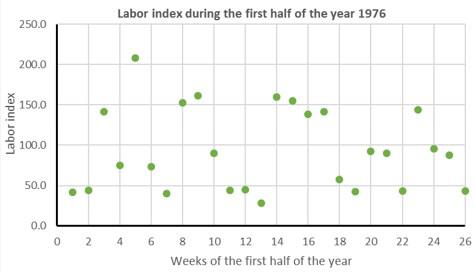 Labor index during the first half of the year 1976
250.0
200.0
150.0
100.0
50.0
0.0
Labor index
0 2 4 6 8 10 12 14 16 18 20 22 24 26
Weeks of the first half of the year